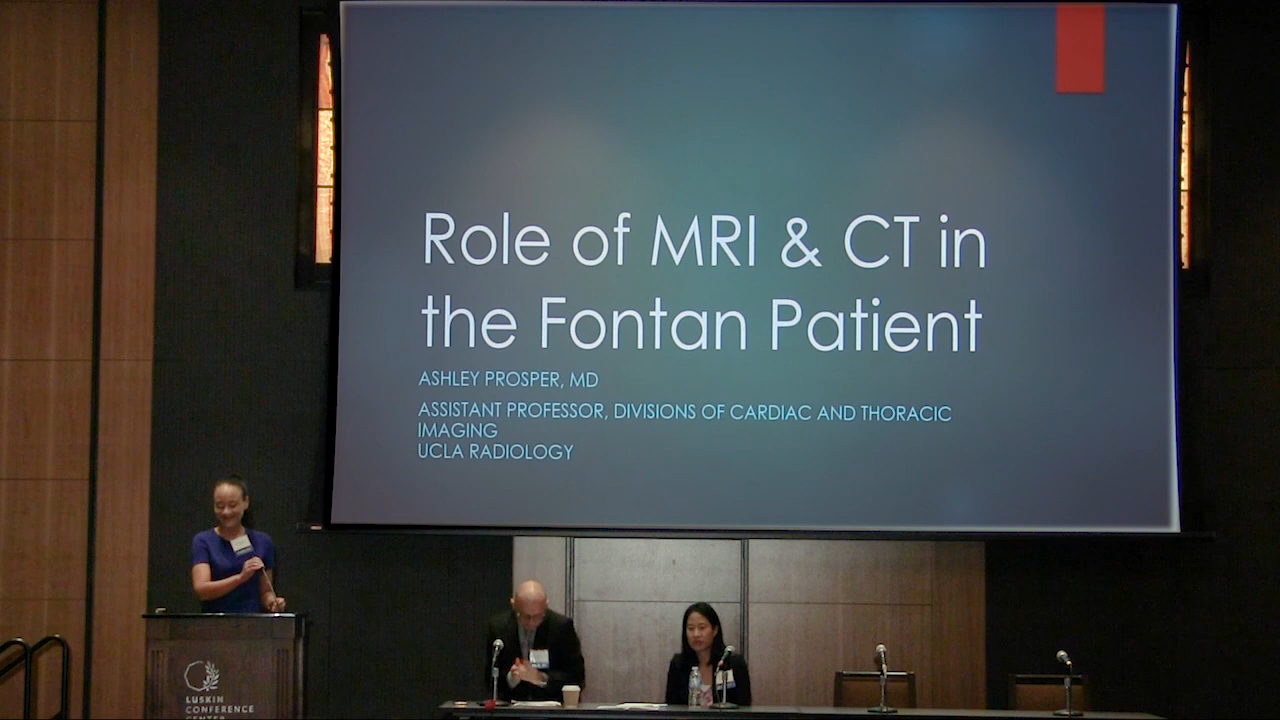 Role of MRI & CT in
the Fontan Patient
ASHLEY PROSPER, MD
ASSISTANT PROFESSOR, DIVISIONS OF CARDIAC AND THORACIC
IMAGING
UCLA RADIOLOGY
LUSKIN
CONFERENCE
CENTER